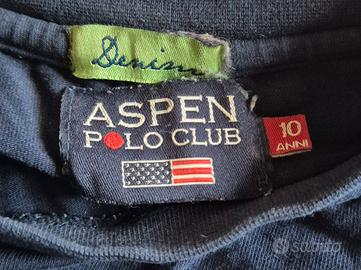 Denim
ASPEN
POLO CLUB
10
ANNI
subito